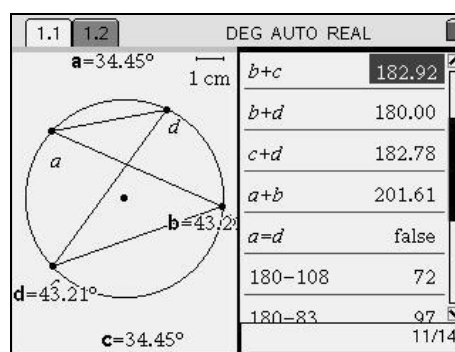 1.1 1.2 DEG AUTO REAL
a=34.45°
1 cm
d
a
b=43.2
d=43.21°
c=34.45°
b+c 182.92
b+d 180.00
c+d 182.78
a+b 201.61
a=d false
180-108 72
180-83 97
11/14